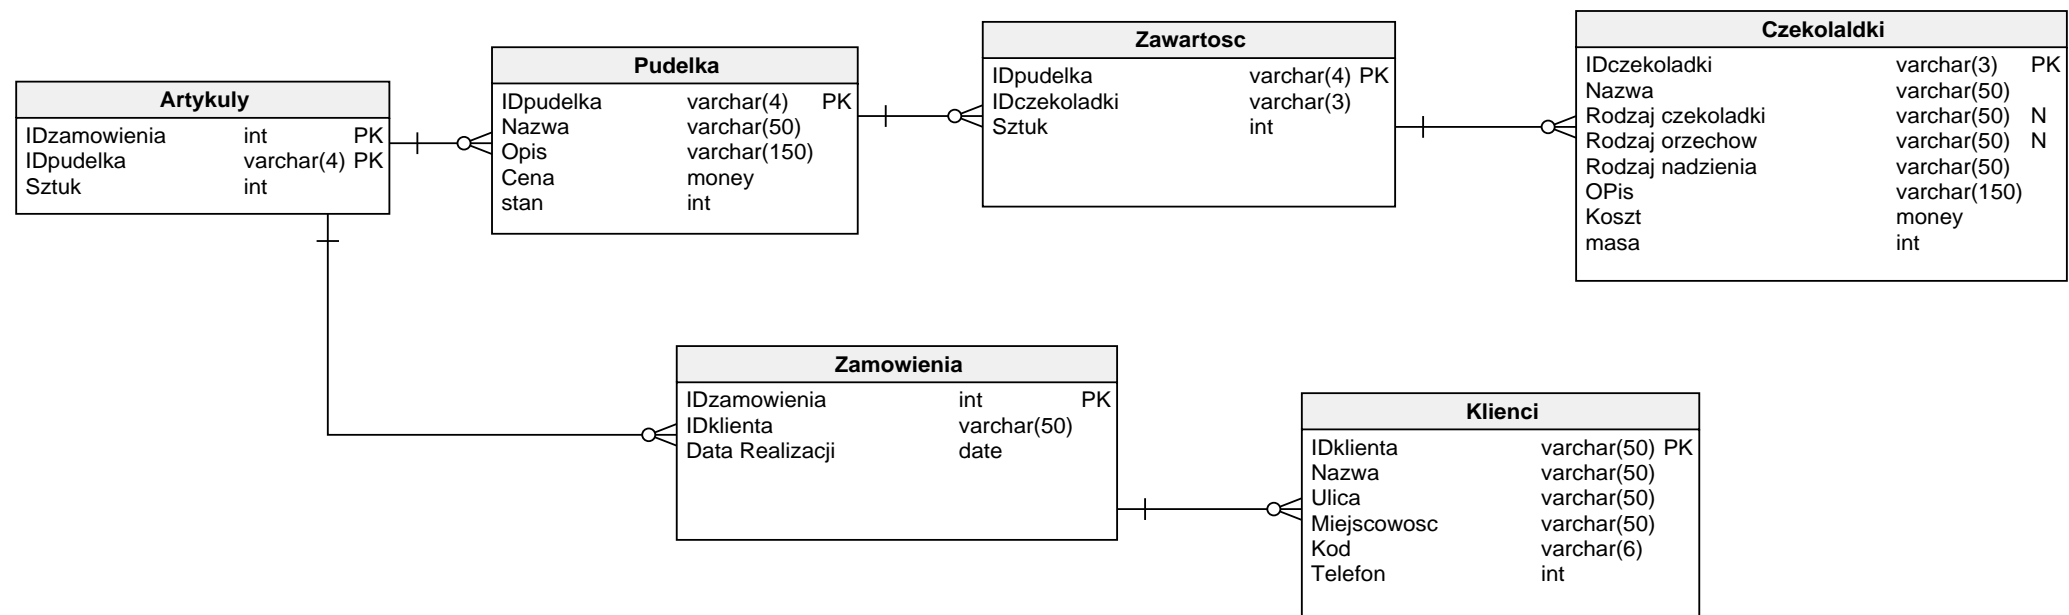 Artykuly
IDzamowienia int PK
IDpudelka varchar(4) PK
Sztuk int
Pudelka
IDpudelka varchar(4) PK
Nazwa varchar(50)
Opis varchar(150)
Cena money
stan int
Zawartosc
IDpudelka varchar(4) PK
IDczekoladki varchar(3)
Sztuk int
Czekolaldki
IDczekoladki varchar(3) PK
Nazwa varchar(50)
Rodzaj czekoladki varchar(50) N
Rodzaj orzechow varchar(50) N
Rodzaj nadzienia varchar(50)
OPis varchar(150)
Koszt money
masa int
Zamowienia
IDzamowienia int PK
IDklienta varchar(50)
Data Realizacji date
Klienci
IDklienta varchar(50) PK
Nazwa varchar(50)
Ulica varchar(50)
Miejscowosc varchar(50)
Kod varchar(6)
Telefon int